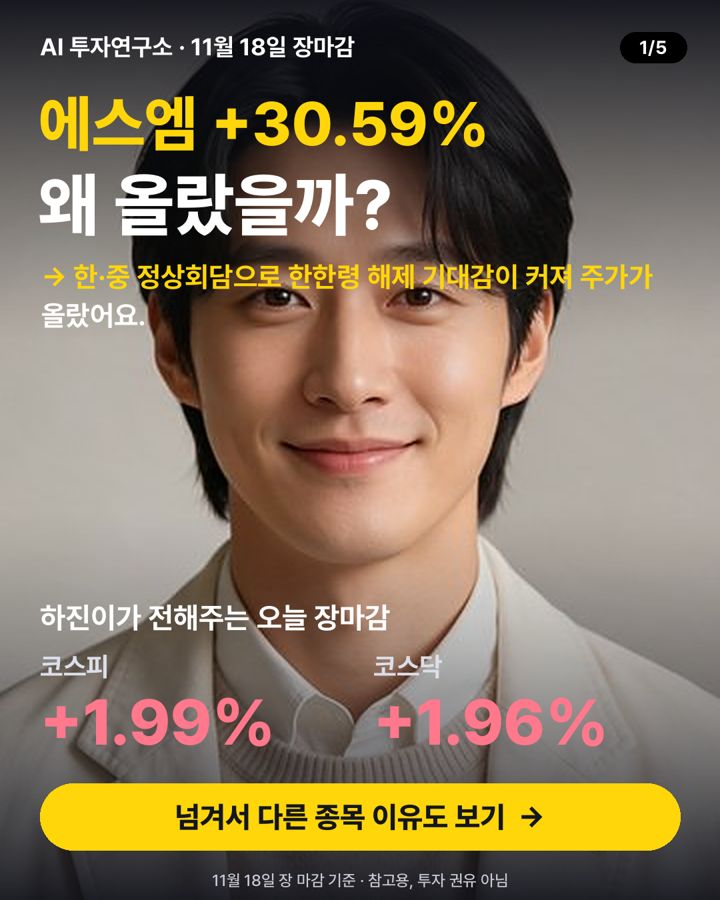 AI 투자연구소 · 11월 18일 장마감
1/5
에스엠 +30.59%
왜 올랐을까?
→ 한·중 정상회담으로 한한령 해제 기대감이 커져 주가가
올랐어요.
하진이가 전해주는 오늘 장마감
코스피 코스닥
+1.99% +1.96%
넘겨서 다른 종목 이유도 보기 →
11월 18일 장 마감 기준 · 참고용, 투자 권유 아님